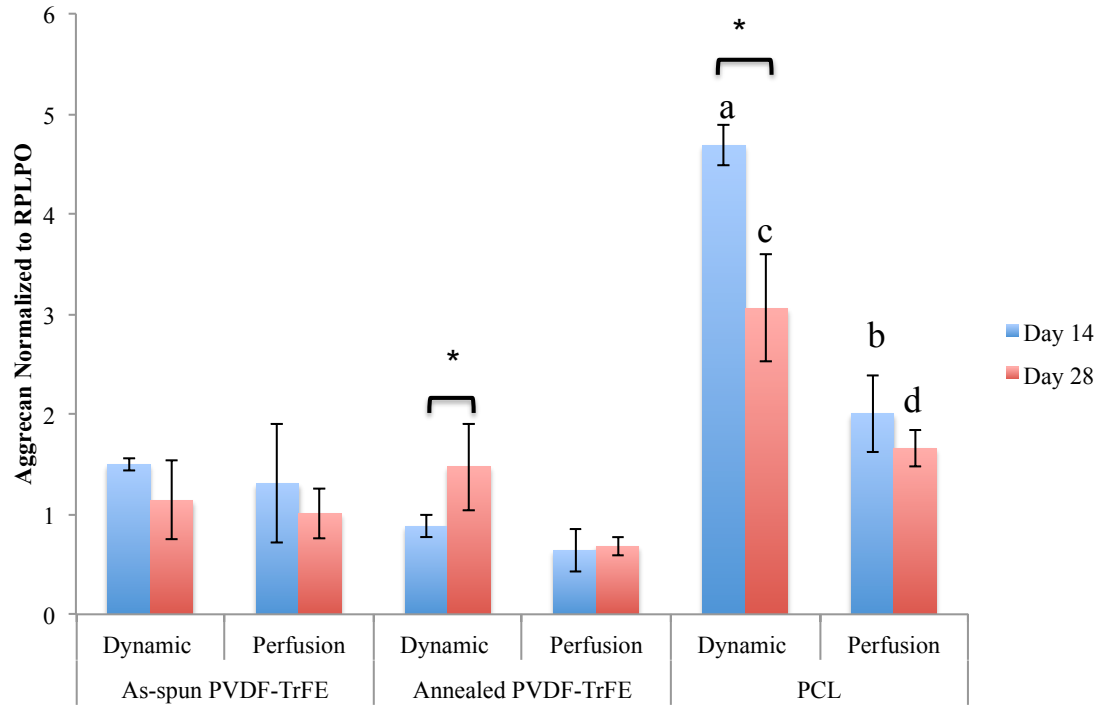 6
5
4
3
2
1
0
Aggrecan Normalized to RPLPO
*
a
c
*
b
d
Day 14
Day 28
Dynamic Perfusion Dynamic Perfusion Dynamic Perfusion
As-spun PVDF-TrFE Annealed PVDF-TrFE PCL